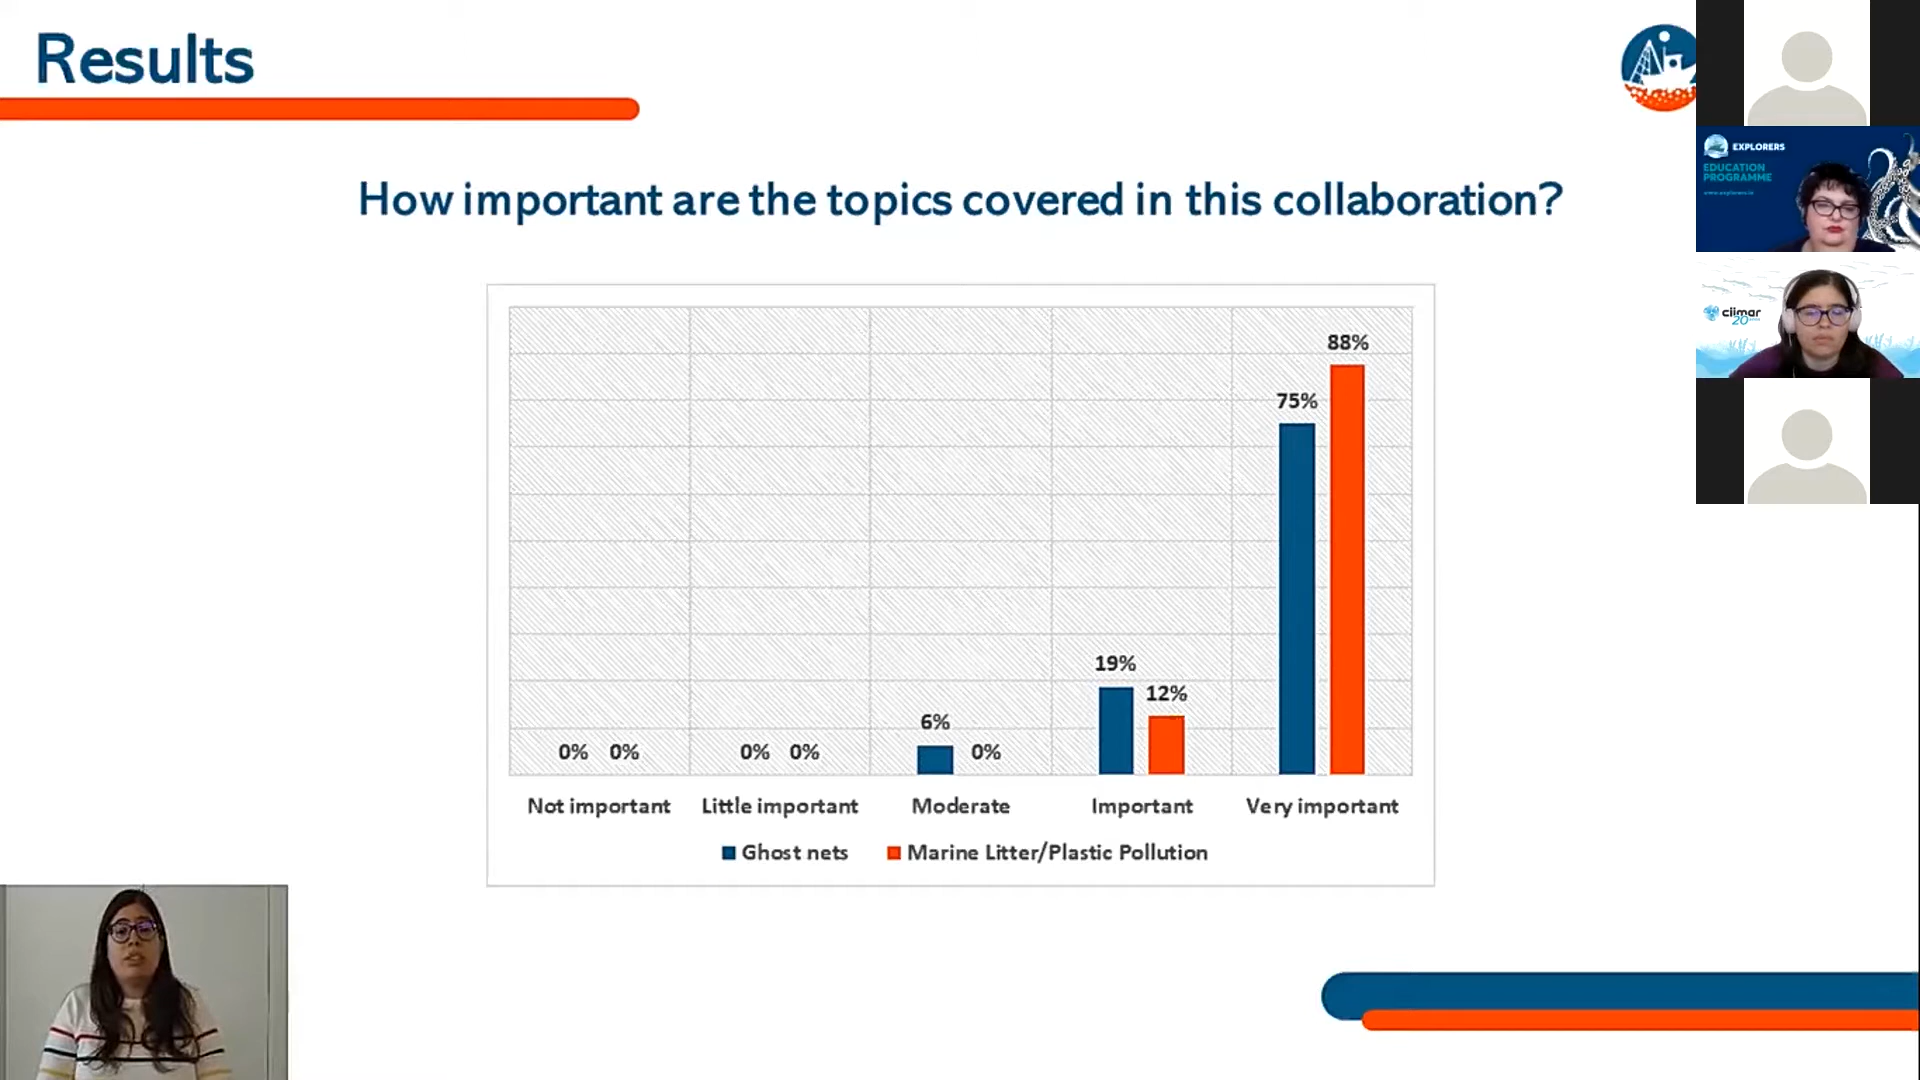 Results
How important are the topics covered in this collaboration?
88%
75%
19%
12%
6%
0% 0% 0% 0% 0%
Not important Little important Moderate Important Very important
Ghost nets Marine Litter/Plastic Pollution
EXPLORERS
EDUCATION
PROGRAMME
ciimar
20